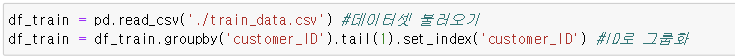 df_train = pd.read_csv('./train_data.csv') #데이터셋 불러오기
df_train = df_train.groupby('customer_ID').tail(1).set_index('customer_ID') #ID로 그룹화